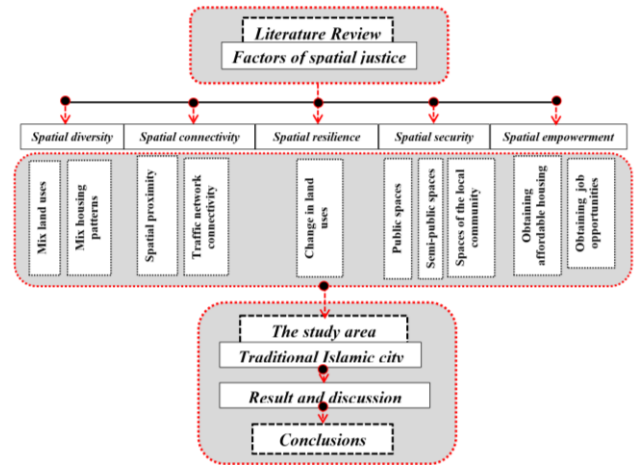 Literature Review
Factors of spatial justice
Spatial diversity
Spatial connectivity
Spatial resilience
Spatial security
Spatial empowerment
Mix land uses
Mix housing
patterns
Spatial proximity
Traffic network
connectivity
Change in land
uses
Public spaces
Semi-public spaces
Spaces of the local
community
Obtaining
affordable housing
Obtaining job
opportunities
The study area
Traditional Islamic city
Result and discussion
Conclusions